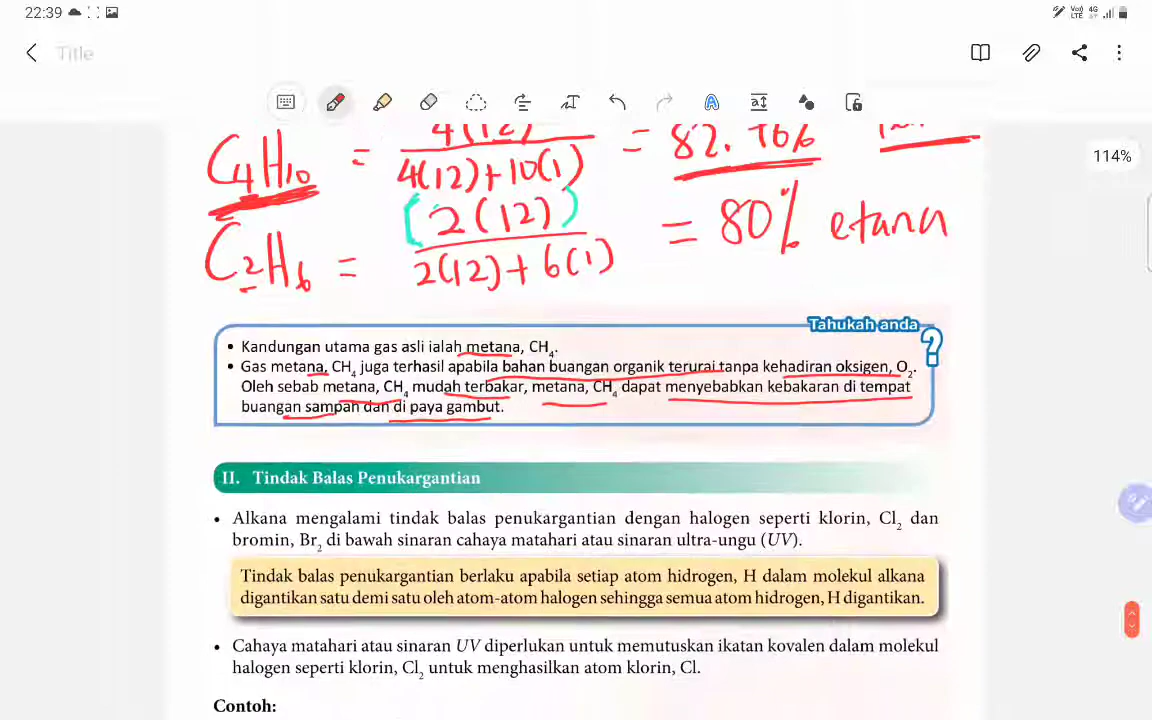 22:39
Title
114%
4(12)
C4H10 = 4(12)+10(1) = 82.76%
2(12)
C2H6 = 2(12)+6(1) = 80% etana
Tahukah anda
?
• Kandungan utama gas asli ialah metana, CH4.
• Gas metana, CH4 juga terhasil apabila bahan buangan organik terurai tanpa kehadiran oksigen, O2.
Oleh sebab metana, CH4 mudah terbakar, metana, CH4 dapat menyebabkan kebakaran di tempat
buangan sampah dan di paya gambut.
II. Tindak Balas Penukargantian
• Alkana mengalami tindak balas penukargantian dengan halogen seperti klorin, Cl2 dan
bromin, Br2 di bawah sinaran cahaya matahari atau sinaran ultra-ungu (UV).
Tindak balas penukargantian berlaku apabila setiap atom hidrogen, H dalam molekul alkana
digantikan satu demi satu oleh atom-atom halogen sehingga semua atom hidrogen, H digantikan.
• Cahaya matahari atau sinaran UV diperlukan untuk memutuskan ikatan kovalen dalam molekul
halogen seperti klorin, Cl2 untuk menghasilkan atom klorin, Cl.
Contoh: